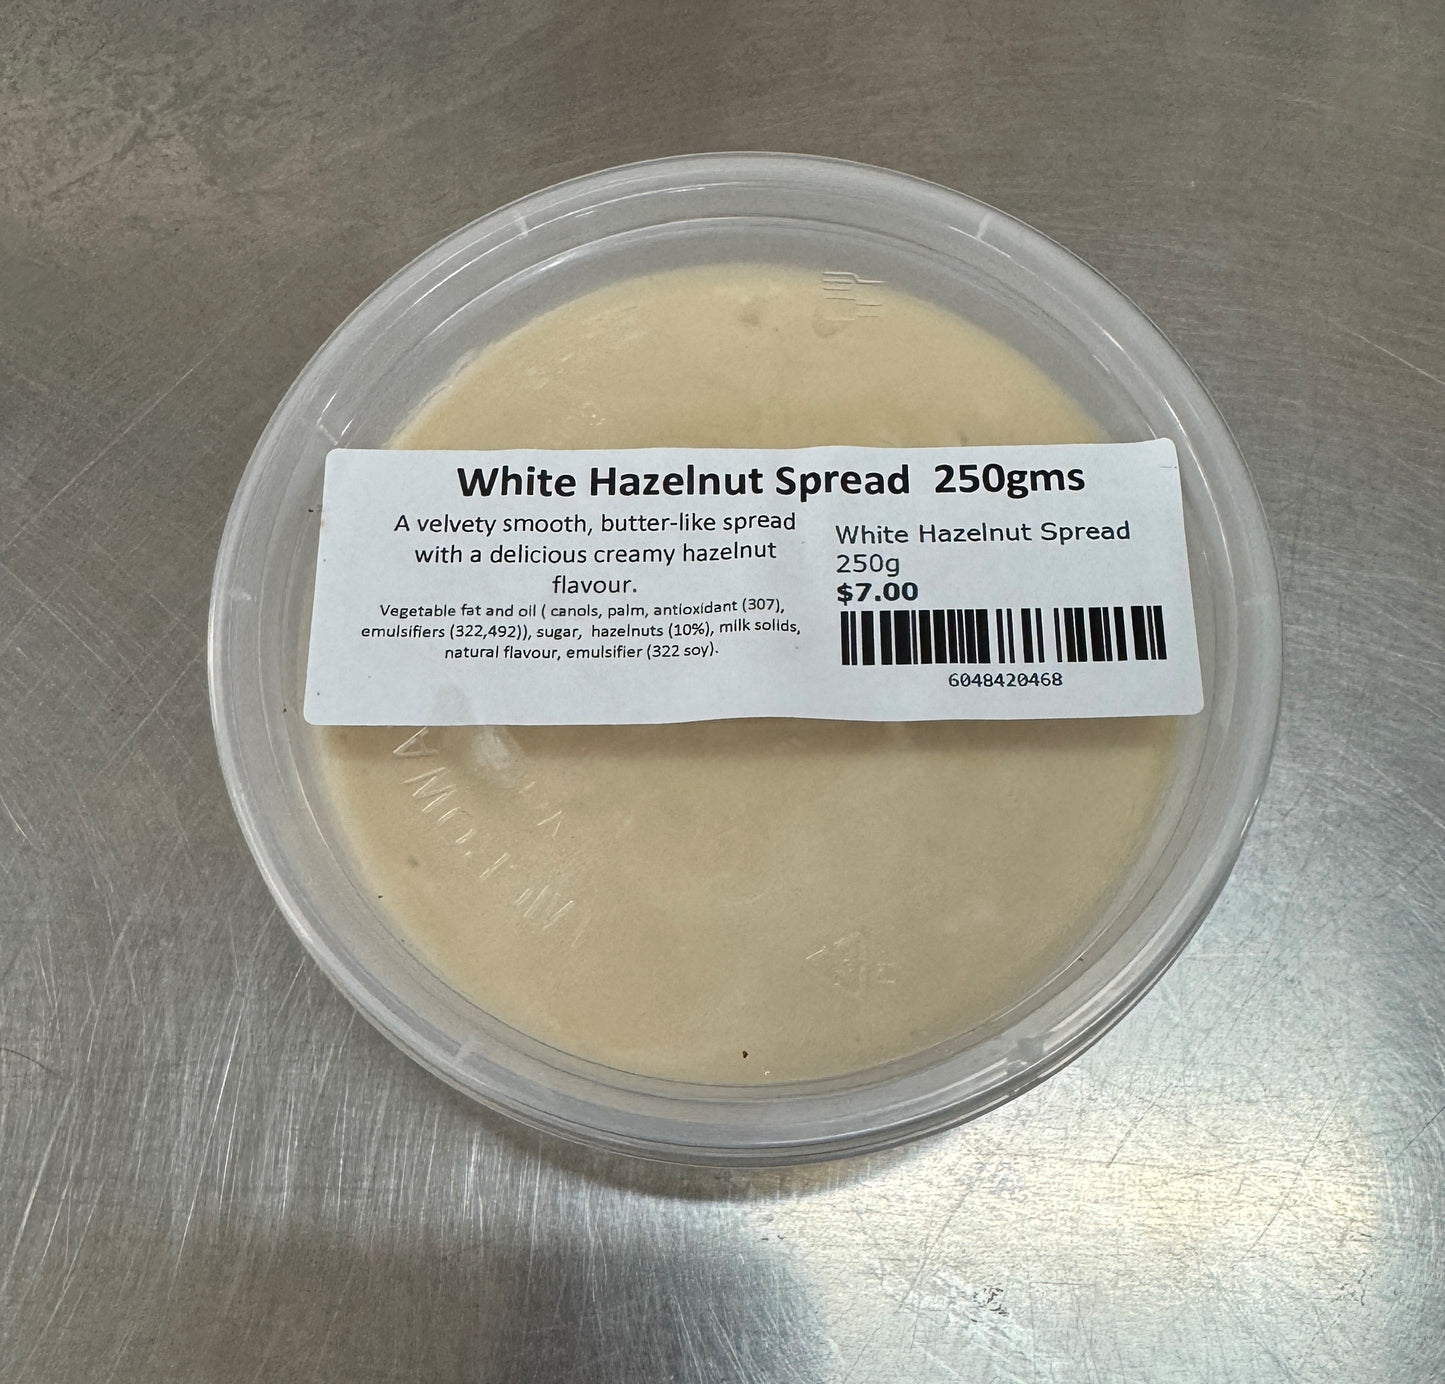 White Hazelnut Spread 250gms
A velvety smooth, butter-like spread
with a delicious creamy hazelnut
flavour.
Vegetable fat and oil ( canols, palm, antioxidant (307),
emulsifiers (322,492)), sugar, hazelnuts (10%), milk solids,
natural flavour, emulsifier (322 soy).
White Hazelnut Spread
250g
$7.00
6048420468